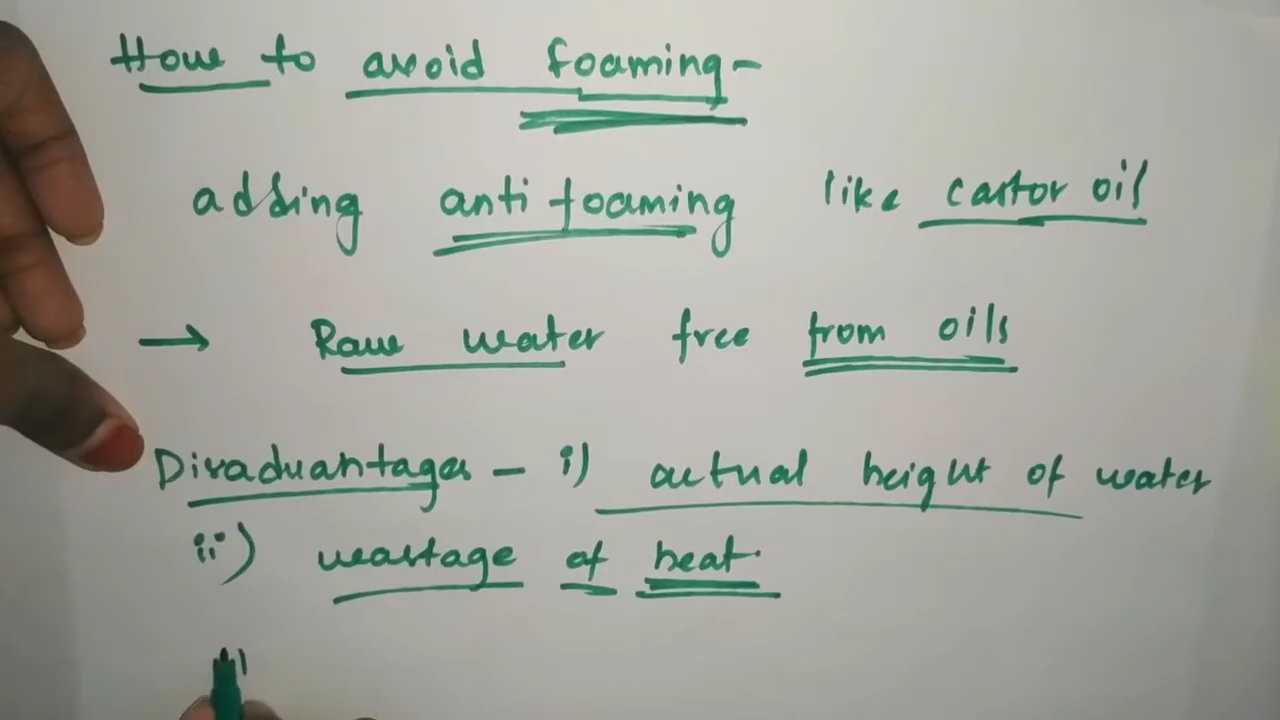 How to avoid foaming-
adding anti foaming like castor oil
→ Raw water free from oils
Disadvantages - i) actual height of water
ii) wastage of heat.